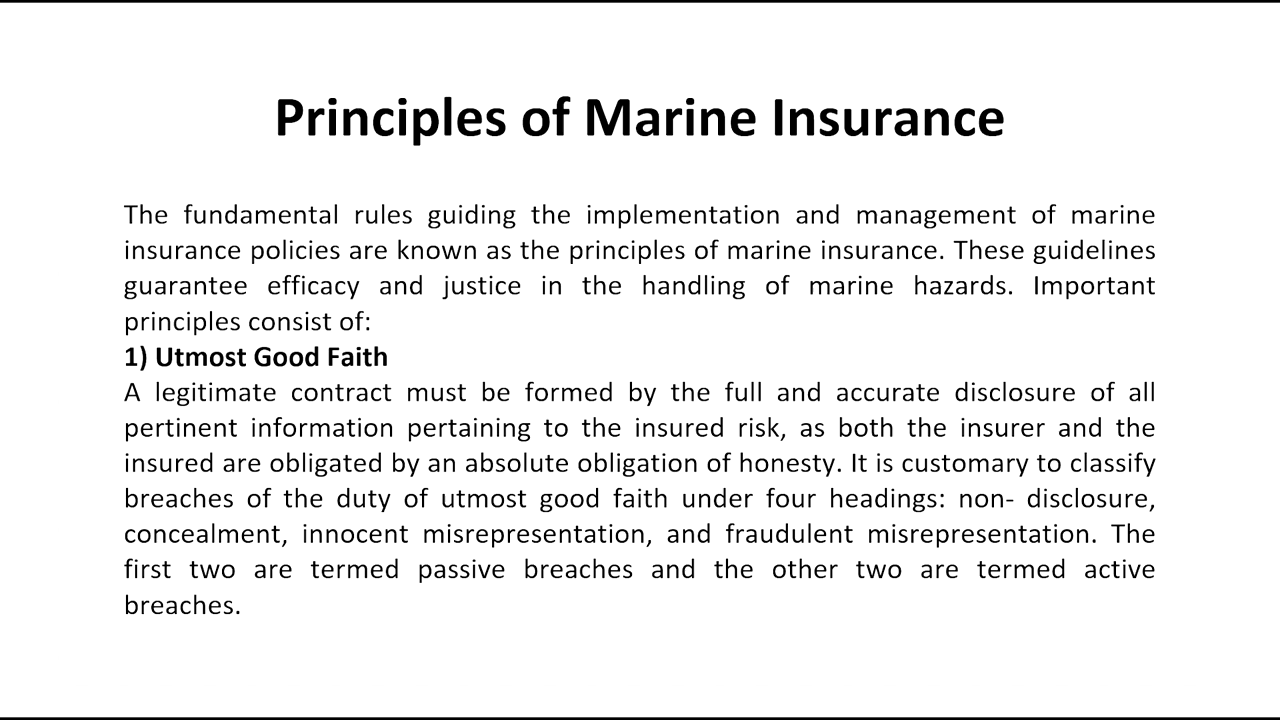 Principles of Marine Insurance
The fundamental rules guiding the implementation and management of marine
insurance policies are known as the principles of marine insurance. These guidelines
guarantee efficacy and justice in the handling of marine hazards. Important
principles consist of:
1) Utmost Good Faith
A legitimate contract must be formed by the full and accurate disclosure of all
pertinent information pertaining to the insured risk, as both the insurer and the
insured are obligated by an absolute obligation of honesty. It is customary to classify
breaches of the duty of utmost good faith under four headings: non- disclosure,
concealment, innocent misrepresentation, and fraudulent misrepresentation. The
first two are termed passive breaches and the other two are termed active
breaches.